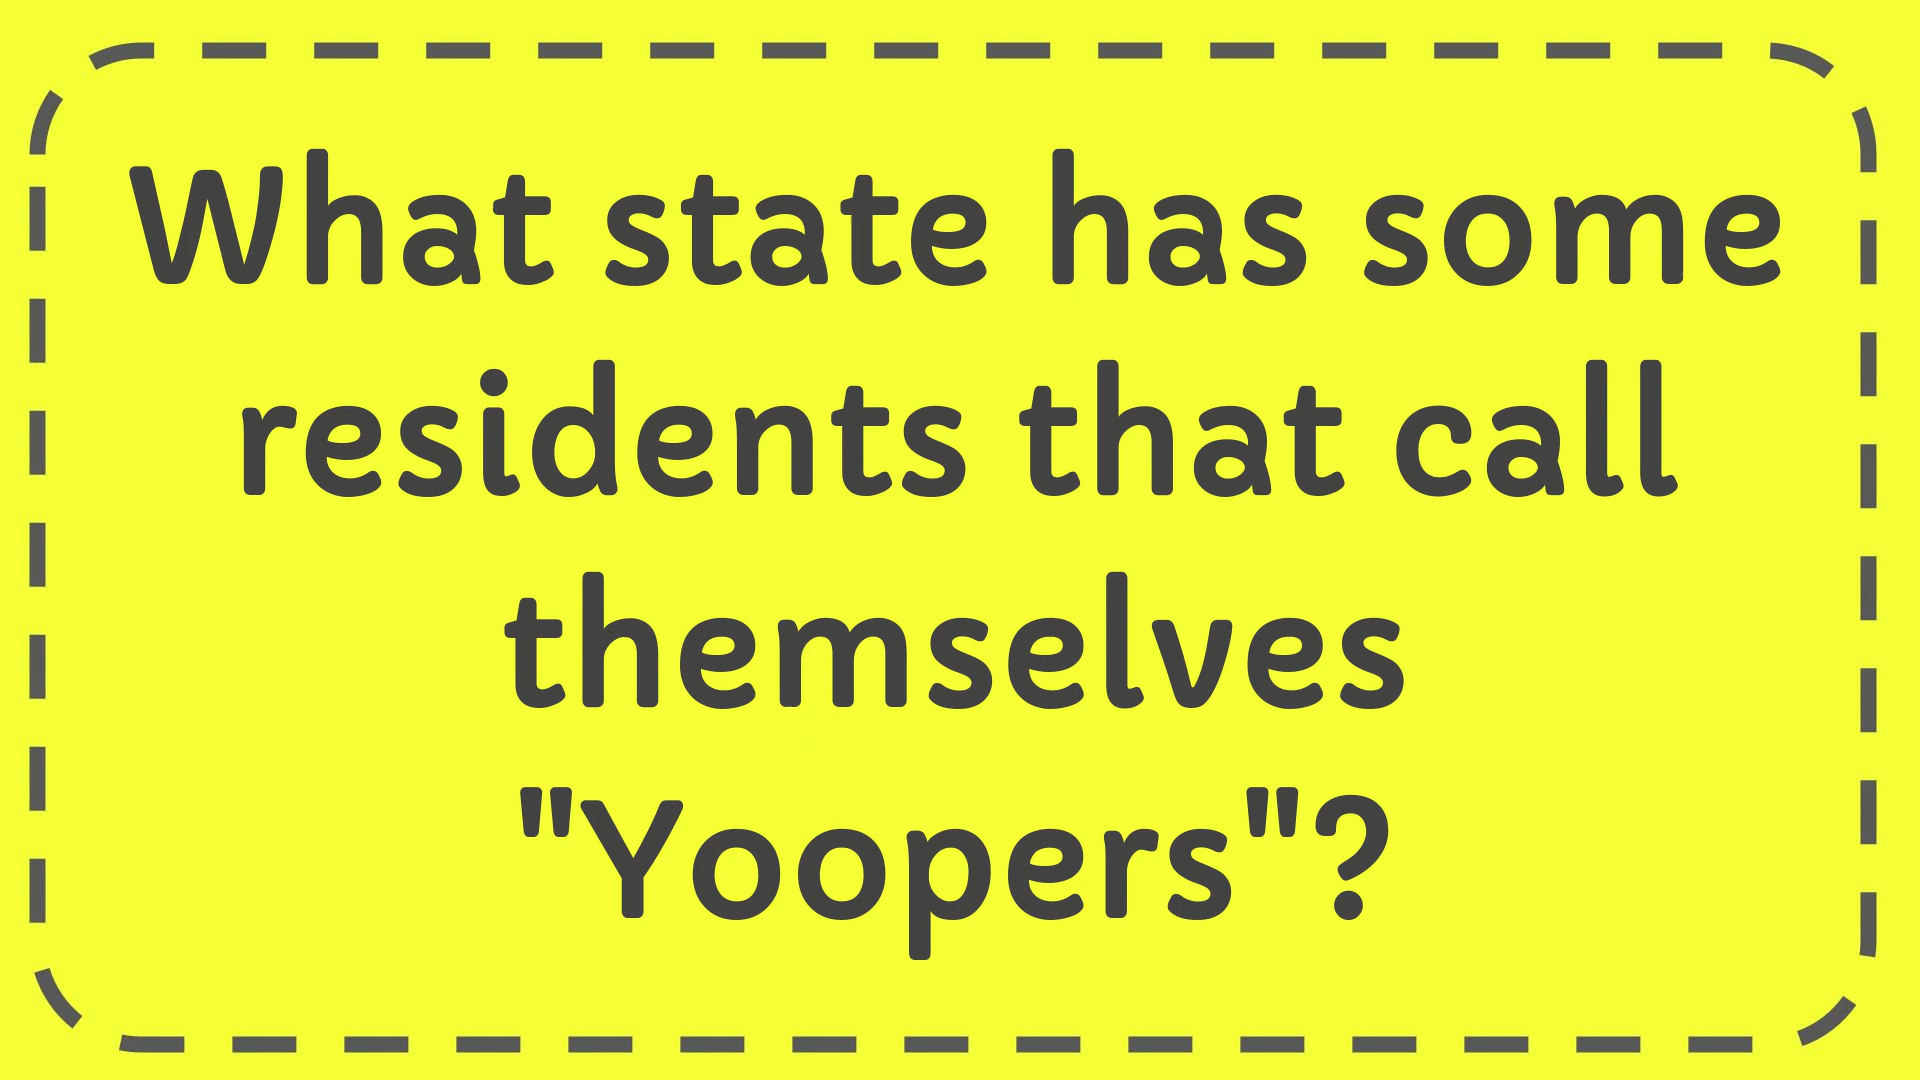 What state has some
residents that call
themselves
"Yoopers"?